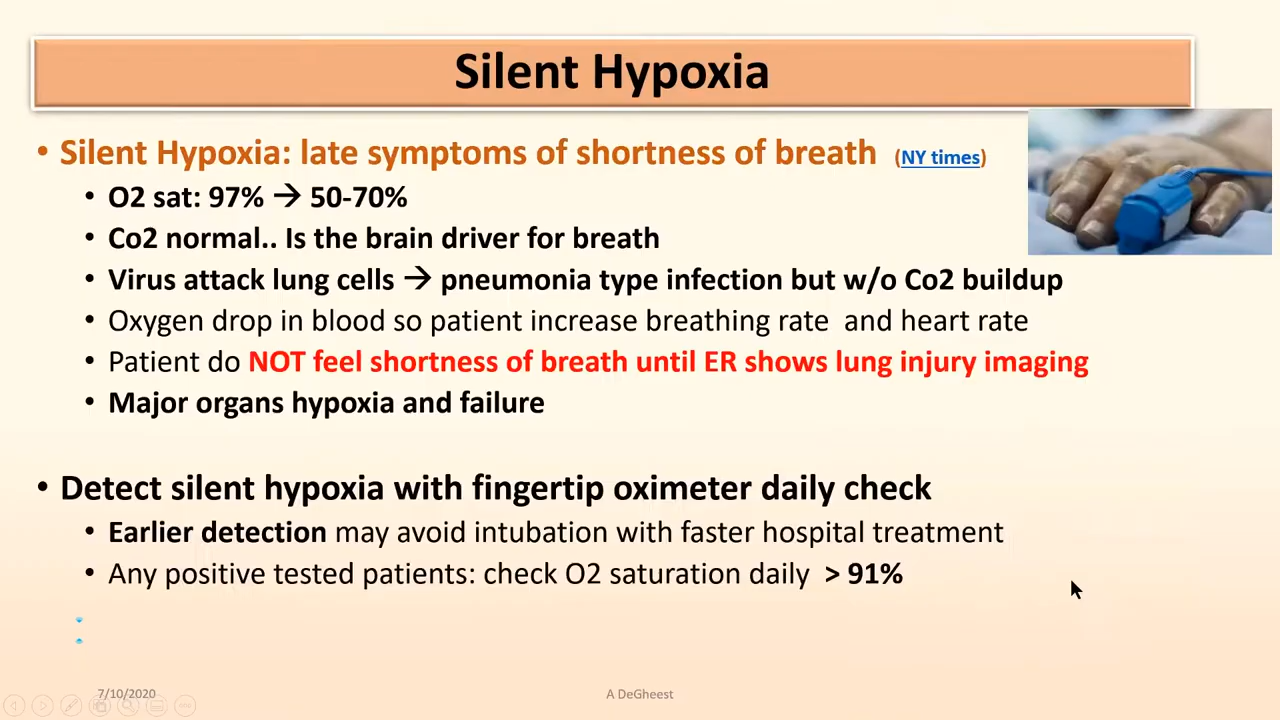 Silent Hypoxia
• Silent Hypoxia: late symptoms of shortness of breath (NY times)
• O2 sat: 97% → 50-70%
• Co2 normal.. Is the brain driver for breath
• Virus attack lung cells → pneumonia type infection but w/o Co2 buildup
• Oxygen drop in blood so patient increase breathing rate and heart rate
• Patient do NOT feel shortness of breath until ER shows lung injury imaging
• Major organs hypoxia and failure
• Detect silent hypoxia with fingertip oximeter daily check
• Earlier detection may avoid intubation with faster hospital treatment
• Any positive tested patients: check O2 saturation daily > 91%
7/10/2020
A DeGheest